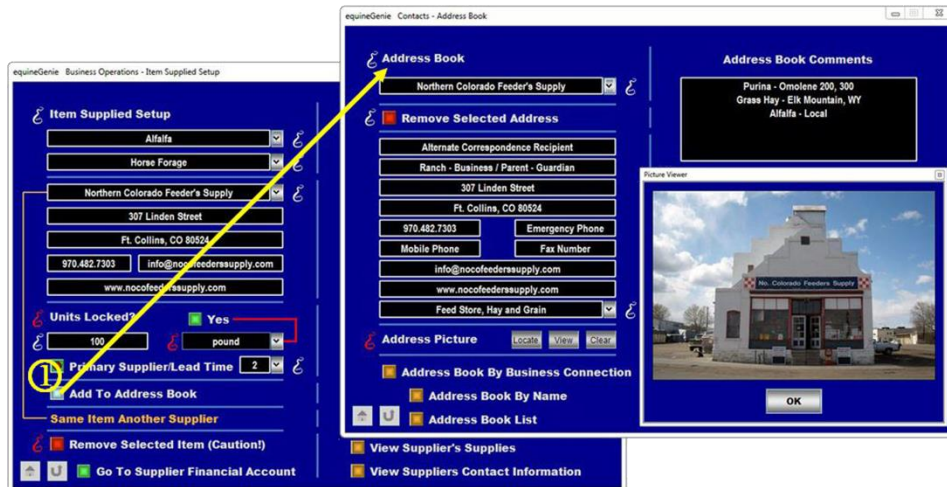 equineGenie Business Operations - Item Supplied Setup
Item Supplied Setup
Alfalfa
Horse Forage
Northern Colorado Feeder's Supply
307 Linden Street
Ft. Collins, CO 80524
970.482.7303 info@nocofeederssupply.com
www.nocofeederssupply.com
Units Locked? Yes
100 pound
① Primary Supplier/Lead Time 2
Add To Address Book
Same Item Another Supplier
Remove Selected Item (Caution!)
Go To Supplier Financial Account
View Supplier's Supplies
View Suppliers Contact Information
equineGenie Contacts - Address Book
Address Book
Northern Colorado Feeder's Supply
Remove Selected Address
Alternate Correspondence Recipient
Ranch - Business / Parent - Guardian
307 Linden Street
Ft. Collins, CO 80524
970.482.7303 Emergency Phone
Mobile Phone Fax Number
info@nocofeederssupply.com
www.nocofeederssupply.com
Feed Store, Hay and Grain
Address Picture Locate View Clear
Address Book By Business Connection
Address Book By Name
Address Book List
Address Book Comments
Purina - Omolene 200, 300
Grass Hay - Elk Mountain, WY
Alfalfa - Local
Picture Viewer
No. Colorado Feeders Supply
OK